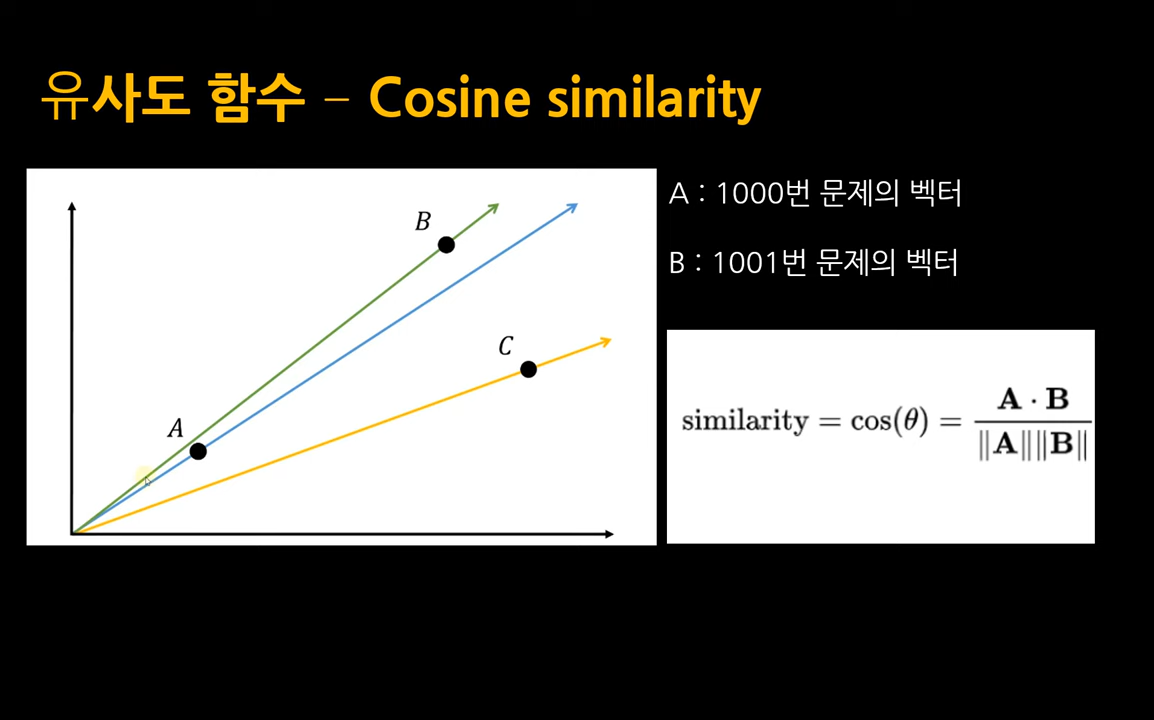 유사도 함수 – Cosine similarity
A : 1000번 문제의 벡터
B : 1001번 문제의 벡터
B
C
A
similarity = cos(θ) = A · B / ‖A‖‖B‖